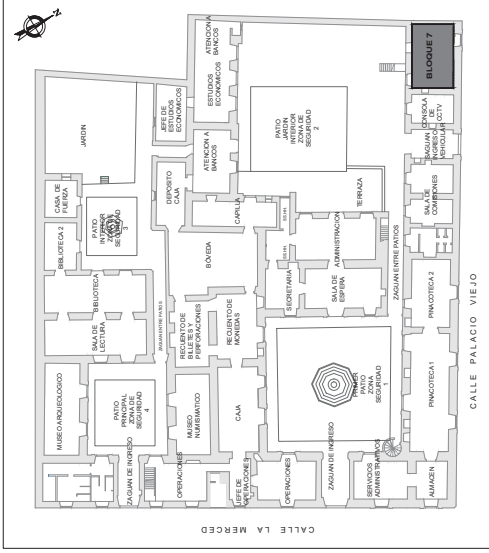 N
JARDIN
CASA DE
FUERZA
BIBLIOTECA 2
PATIO
INTERIOR
ZONA DE
SEGURIDAD
3
BIBLIOTECA
SALA DE
LECTURA
MUSEO ARQUEOLOGICO
PATIO
PRINCIPAL
ZONA DE
SEGURIDAD
4
ZAGUAN ENTRE PATIOS
ZAGUAN DE INGRESO
JEFE DE
ESTUDIOS
ECONOMICOS
ATENCION A
BANCOS
ESTUDIOS
ECONOMICOS
ATENCION A
BANCOS
DEPOSITO
CAJA
CAPILLA
BOVEDA
RECUENTO DE
BILLETES Y
PERFORACIONES
RECUENTO DE
MONEDAS
MUSEO
NUMISMATICO
CAJA
OPERACIONES
JEFE DE
OPERACIONES
OPERACIONES
PATIO
JARDIN
INTERIOR
ZONA DE
SEGURIDAD
2
TERRAZA
SS.HH.
SS.HH.
SECRETARIA
ADMINISTRACION
SALA DE
ESPERA
ZAGUAN ENTRE PATIOS
PRIMER
PATIO
ZONA
SEGURIDAD
1
ZAGUAN DE INGRESO
SERVICIOS
ADMINISTRATIVOS
ALMACEN
PINACOTECA 1
PINACOTECA 2
SALA DE
COMISIONES
SAGUAN
INGRESO
VEHICULAR
CONSOLA
DE
CCTV
BLOQUE 7
CALLE PALACIO VIEJO
CALLE LA MERCED